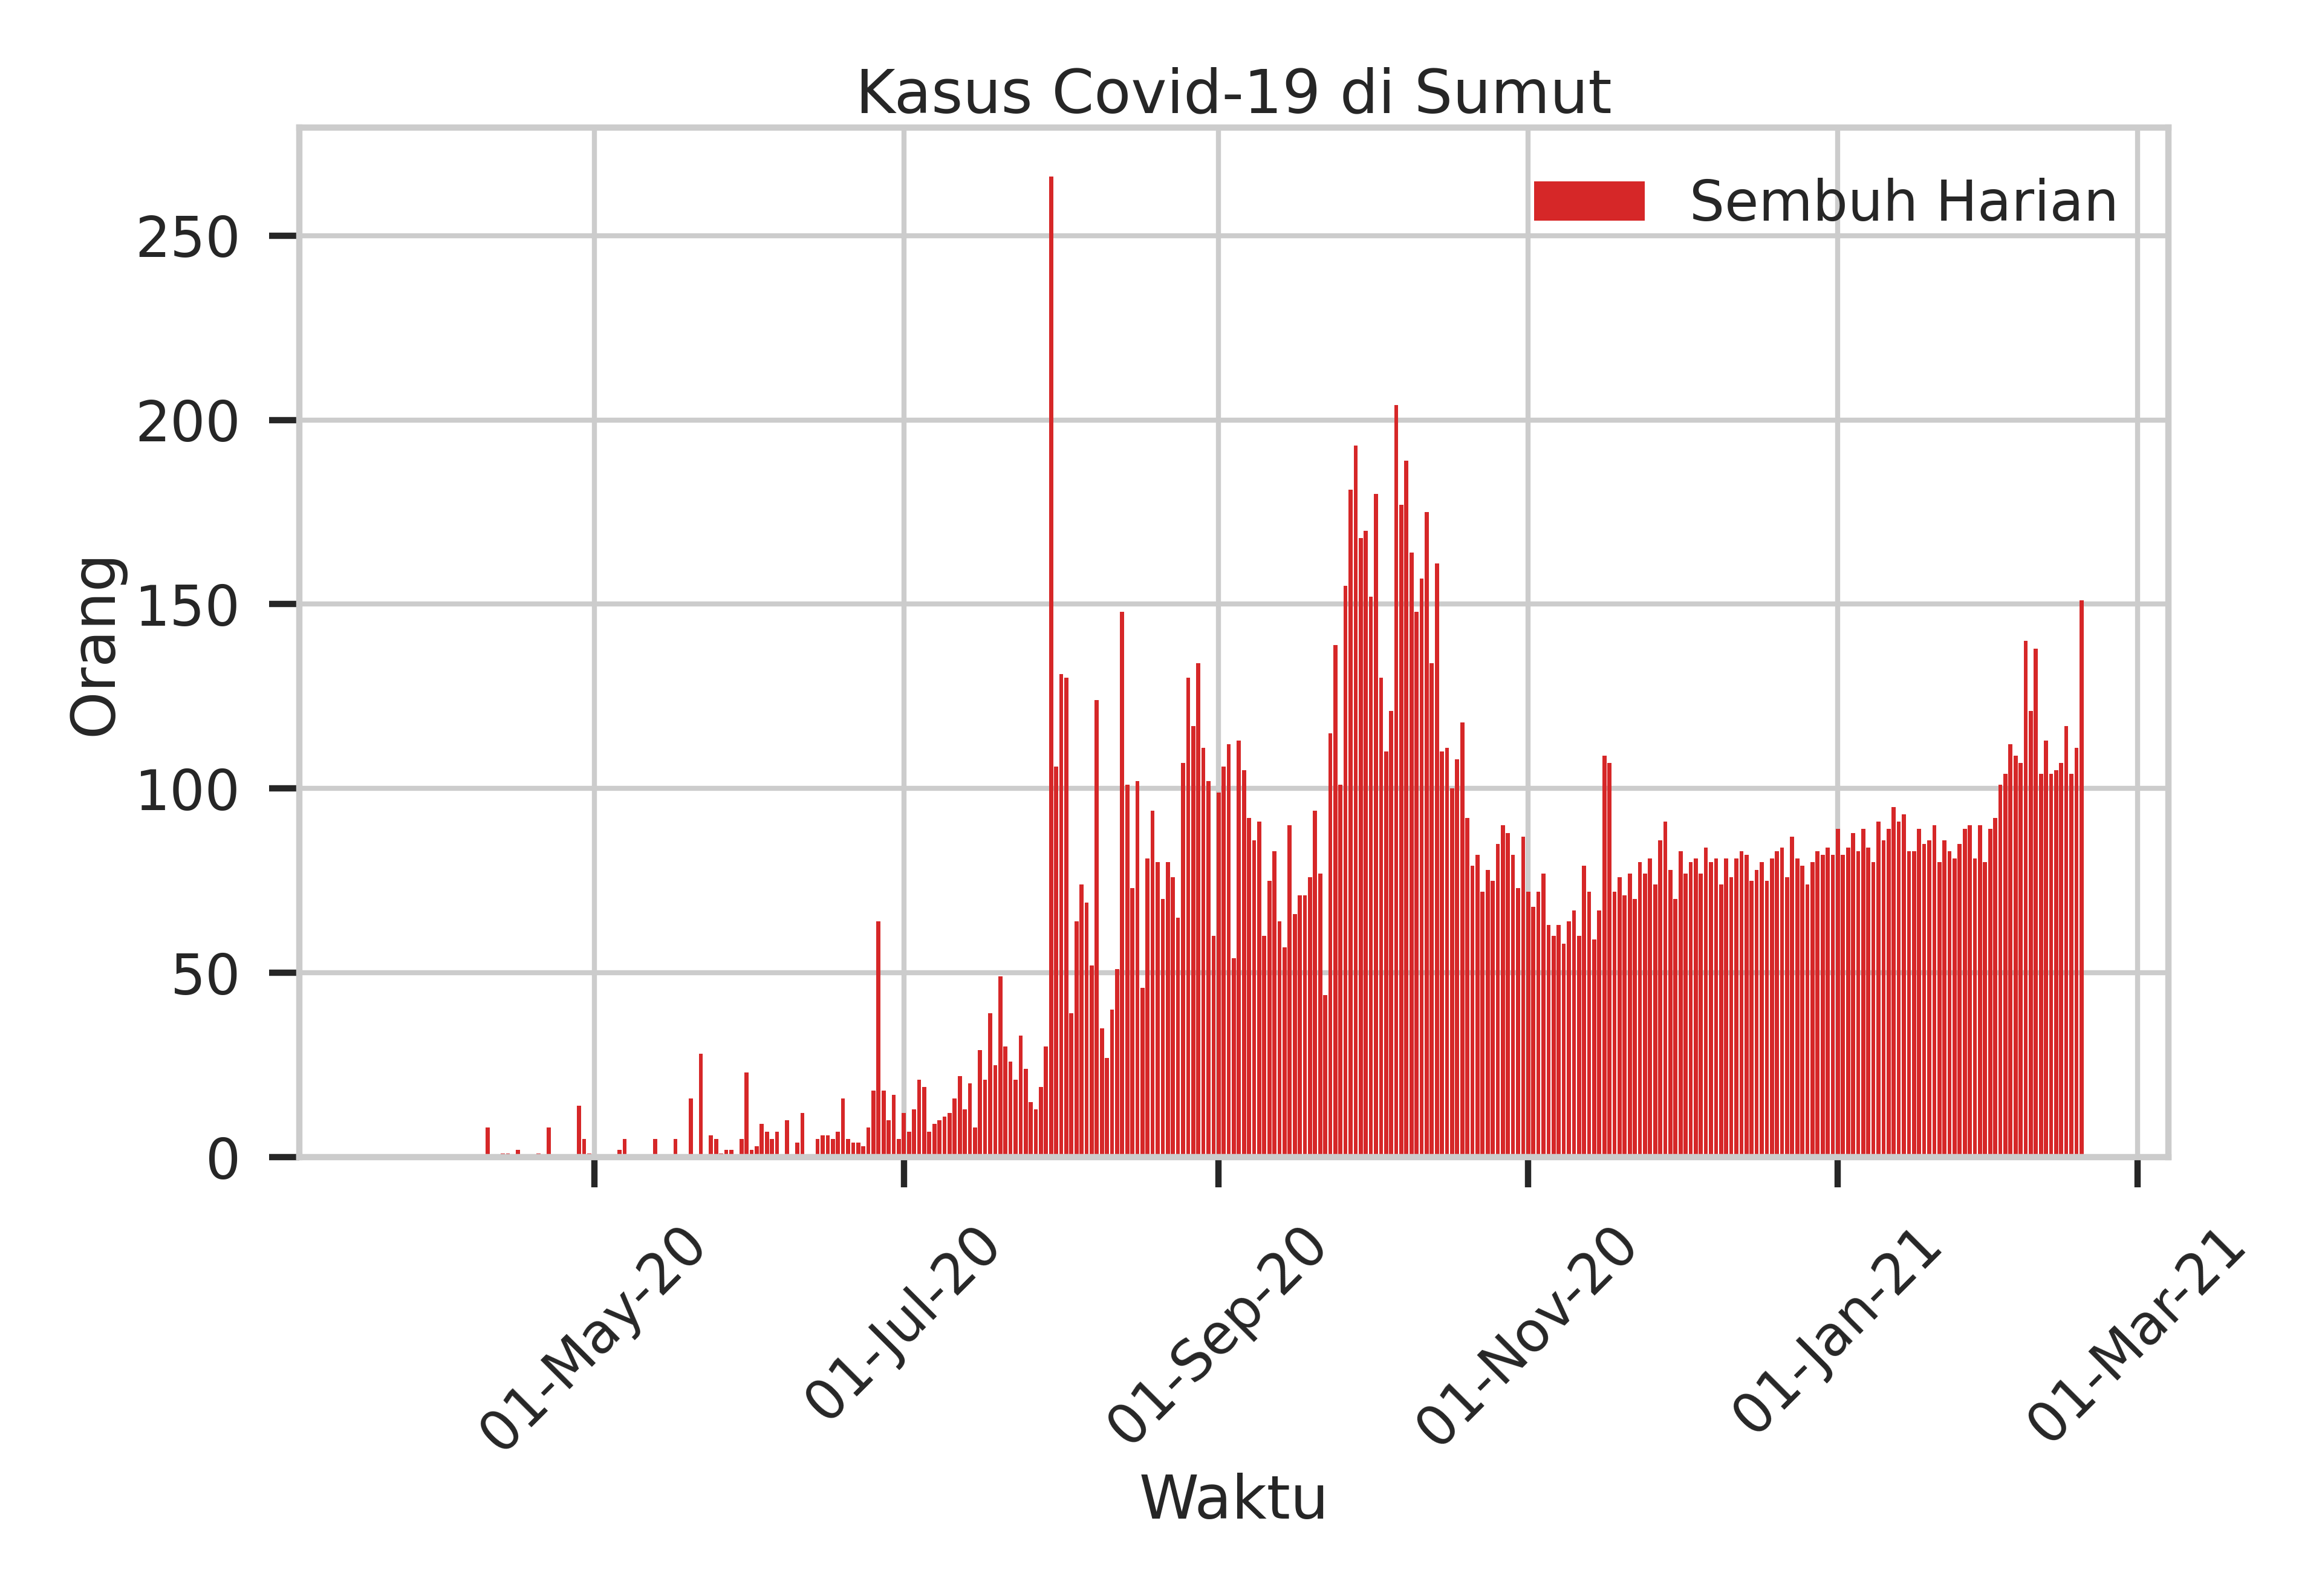 Kasus Covid-19 di Sumut
Sembuh Harian
Orang
250
200
150
100
50
0
01-May-20
01-Jul-20
01-Sep-20
01-Nov-20
01-Jan-21
01-Mar-21
Waktu